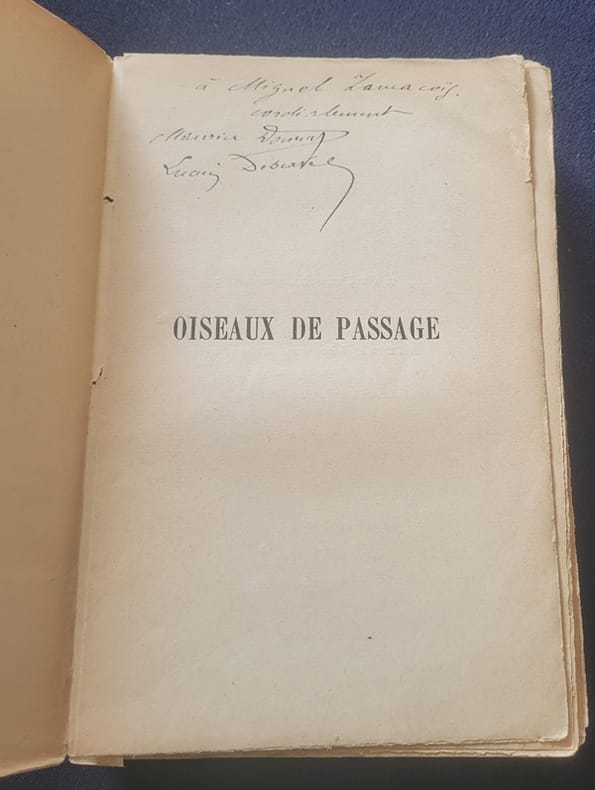 à Miguel Zamacoïs.
cordialement
Maurice Donnay
Lucien Descaves
OISEAUX DE PASSAGE